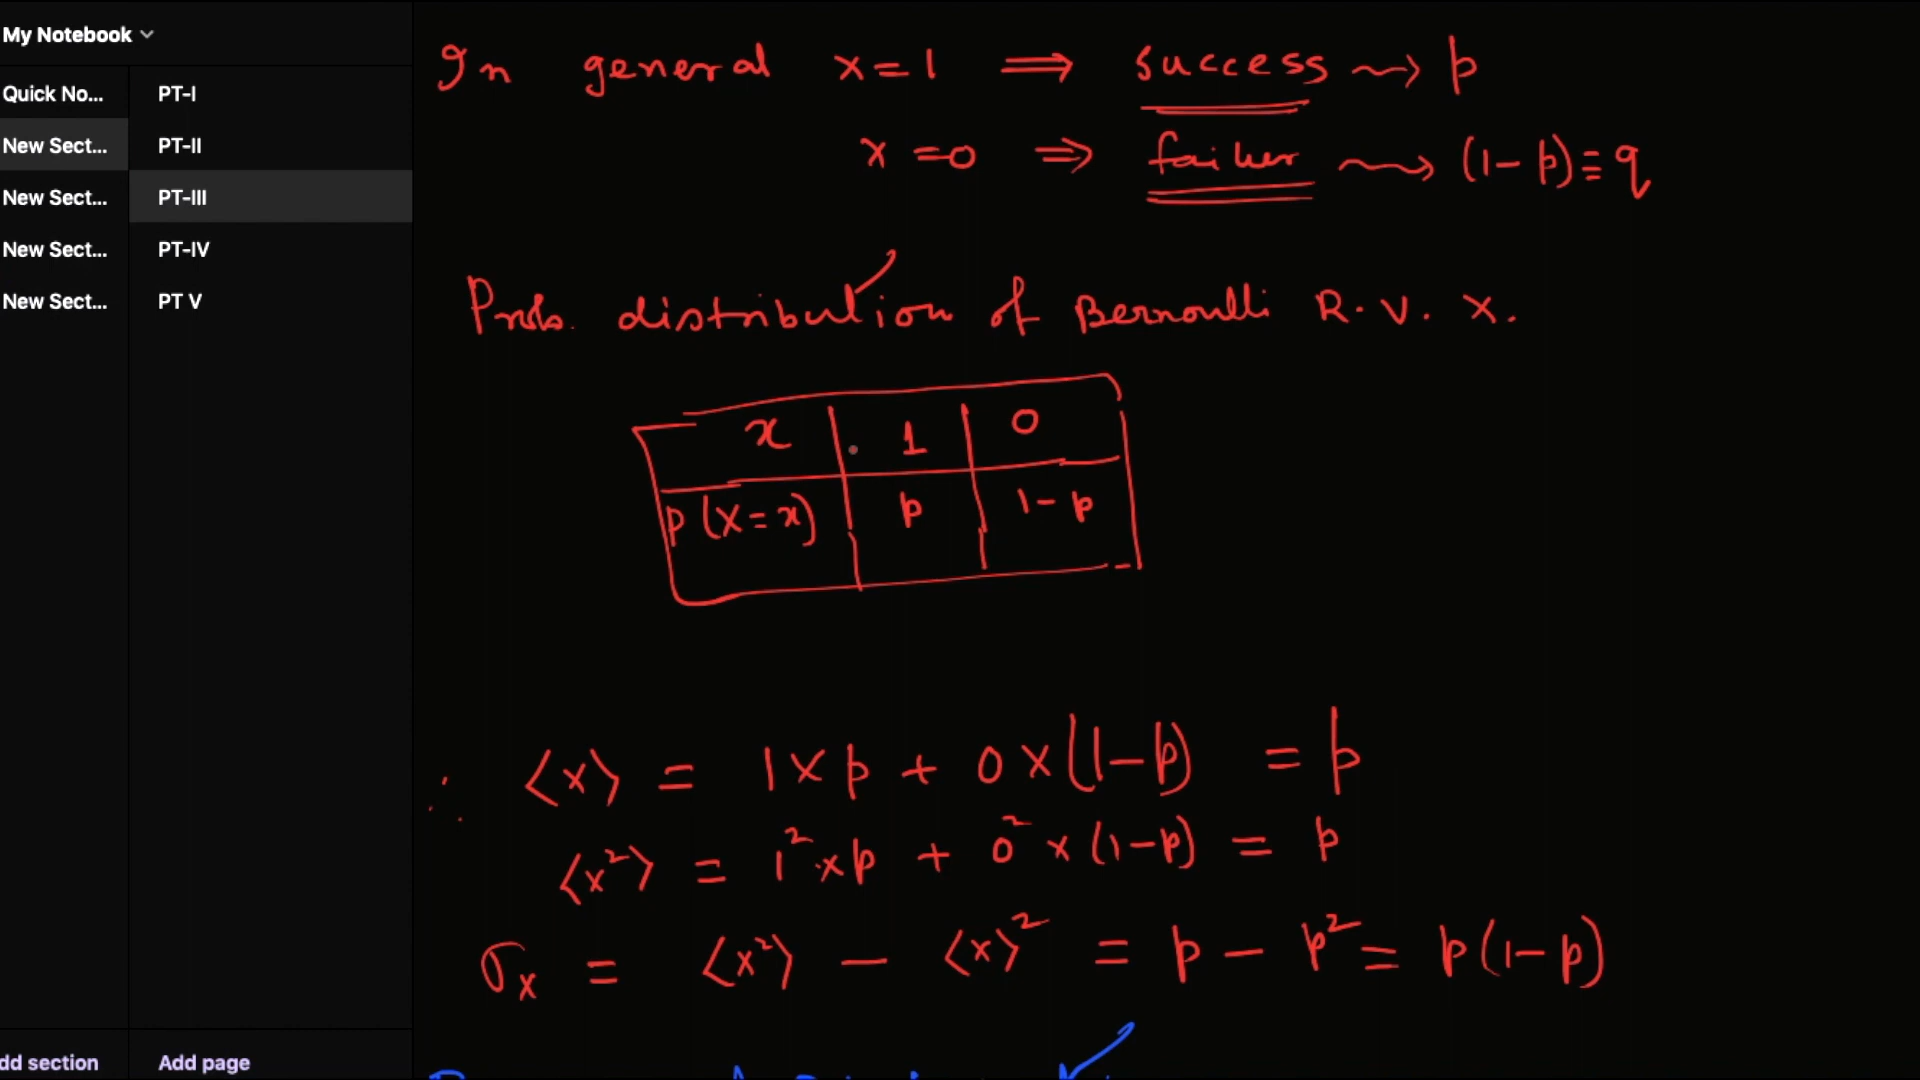 My Notebook
Quick No...
New Sect...
New Sect...
New Sect...
New Sect...
PT-I
PT-II
PT-III
PT-IV
PT V
dd section
Add page
In general x=1 ⟹ success ⇝ p
x=0 ⟹ failuer ⇝ (1-p)≡q
Prob. distribution of Bernoulli R.V. X.
x | 1 | 0
p(X=x) | p | 1-p
∴ ⟨x⟩ = 1×p + 0×(1-p) = p
⟨x²⟩ = 1²×p + 0²×(1-p) = p
σx = ⟨x²⟩ - ⟨x⟩² = p - p² = p(1-p)